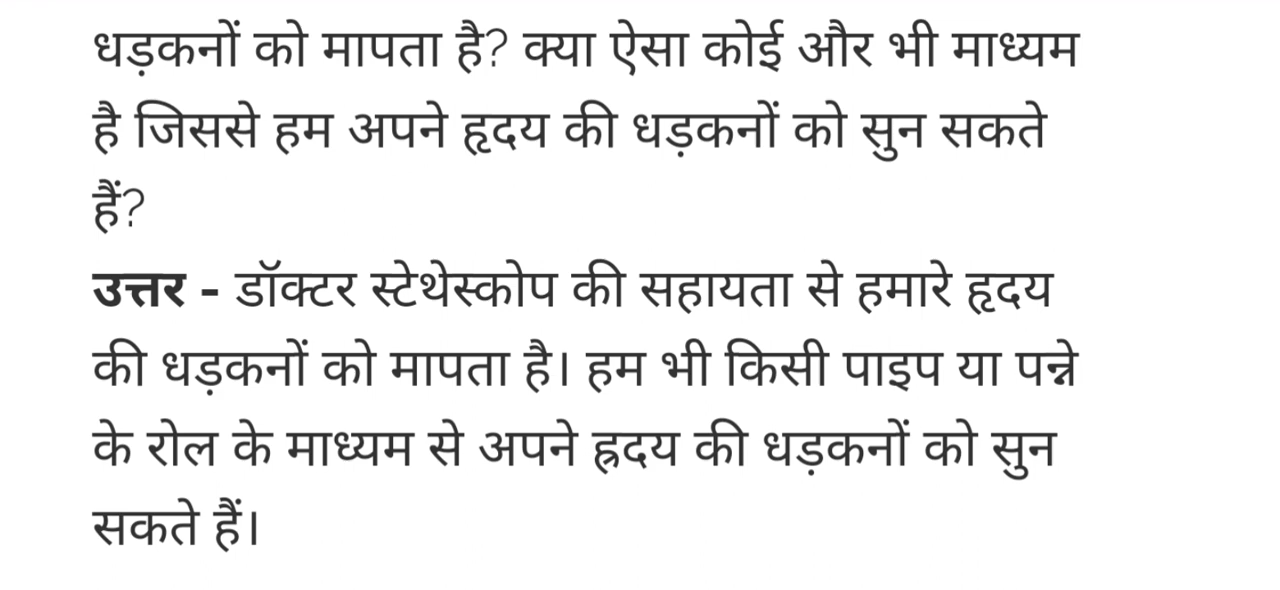 धड़कनों को मापता है? क्या ऐसा कोई और भी माध्यम
है जिससे हम अपने हृदय की धड़कनों को सुन सकते
हैं?
उत्तर - डॉक्टर स्टेथेस्कोप की सहायता से हमारे हृदय
की धड़कनों को मापता है। हम भी किसी पाइप या पन्ने
के रोल के माध्यम से अपने ह्रदय की धड़कनों को सुन
सकते हैं।